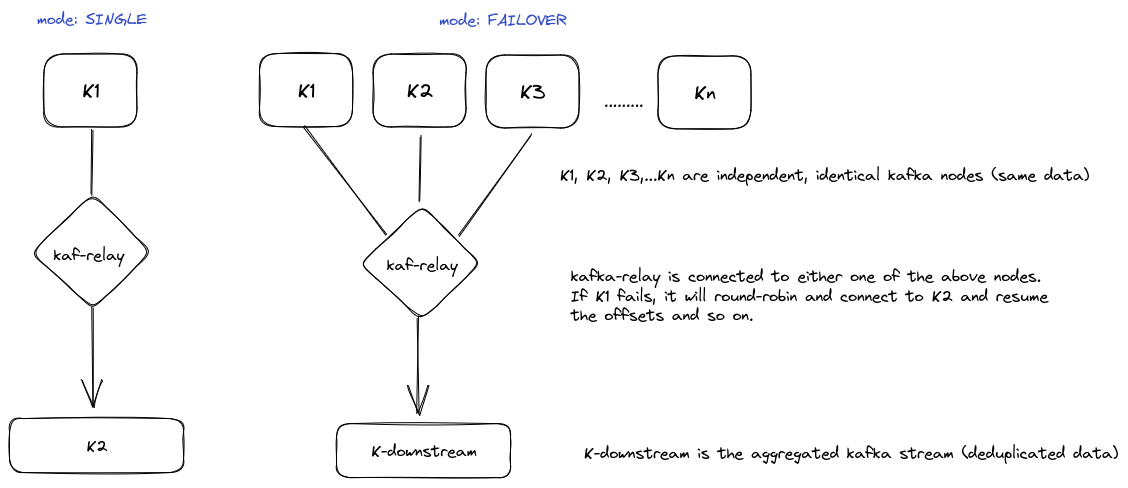 mode: SINGLE
mode: FAILOVER
K1
K1
K2
K3
.........
Kn
K1, K2, K3,...Kn are independent, identical kafka nodes (same data)
kaf-relay
kaf-relay
kafka-relay is connected to either one of the above nodes.
If K1 fails, it will round-robin and connect to K2 and resume
the offsets and so on.
K2
K-downstream
K-downstream is the aggregated kafka stream (deduplicated data)